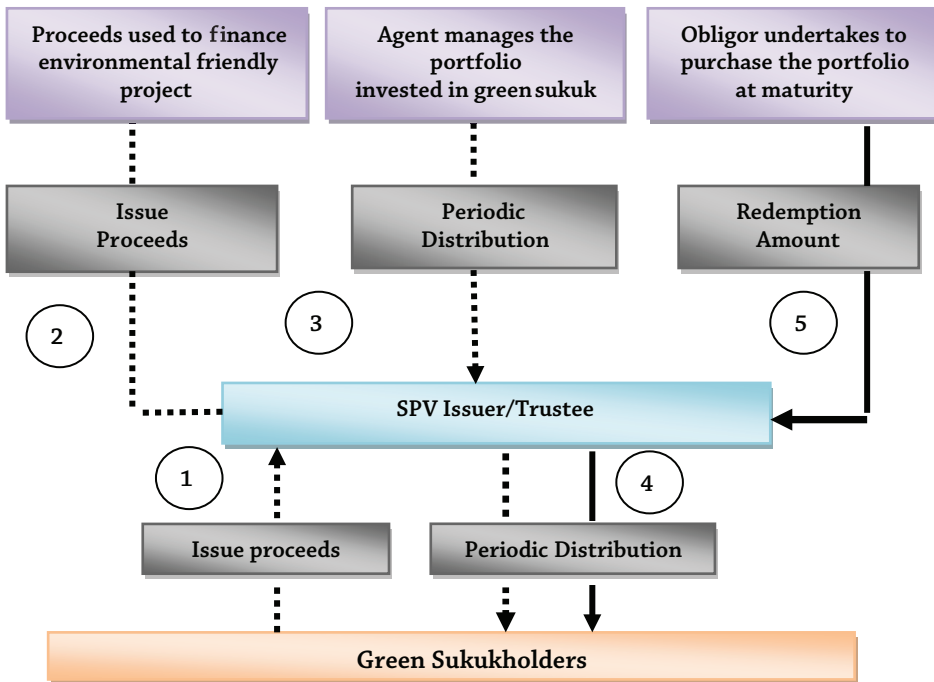 Proceeds used to finance
environmental friendly
project
Agent manages the
portfolio
invested in green sukuk
Obligor undertakes to
purchase the portfolio
at maturity
Issue
Proceeds
Periodic
Distribution
Redemption
Amount
2
3
5
SPV Issuer/Trustee
1
4
Issue proceeds
Periodic Distribution
Green Sukukholders